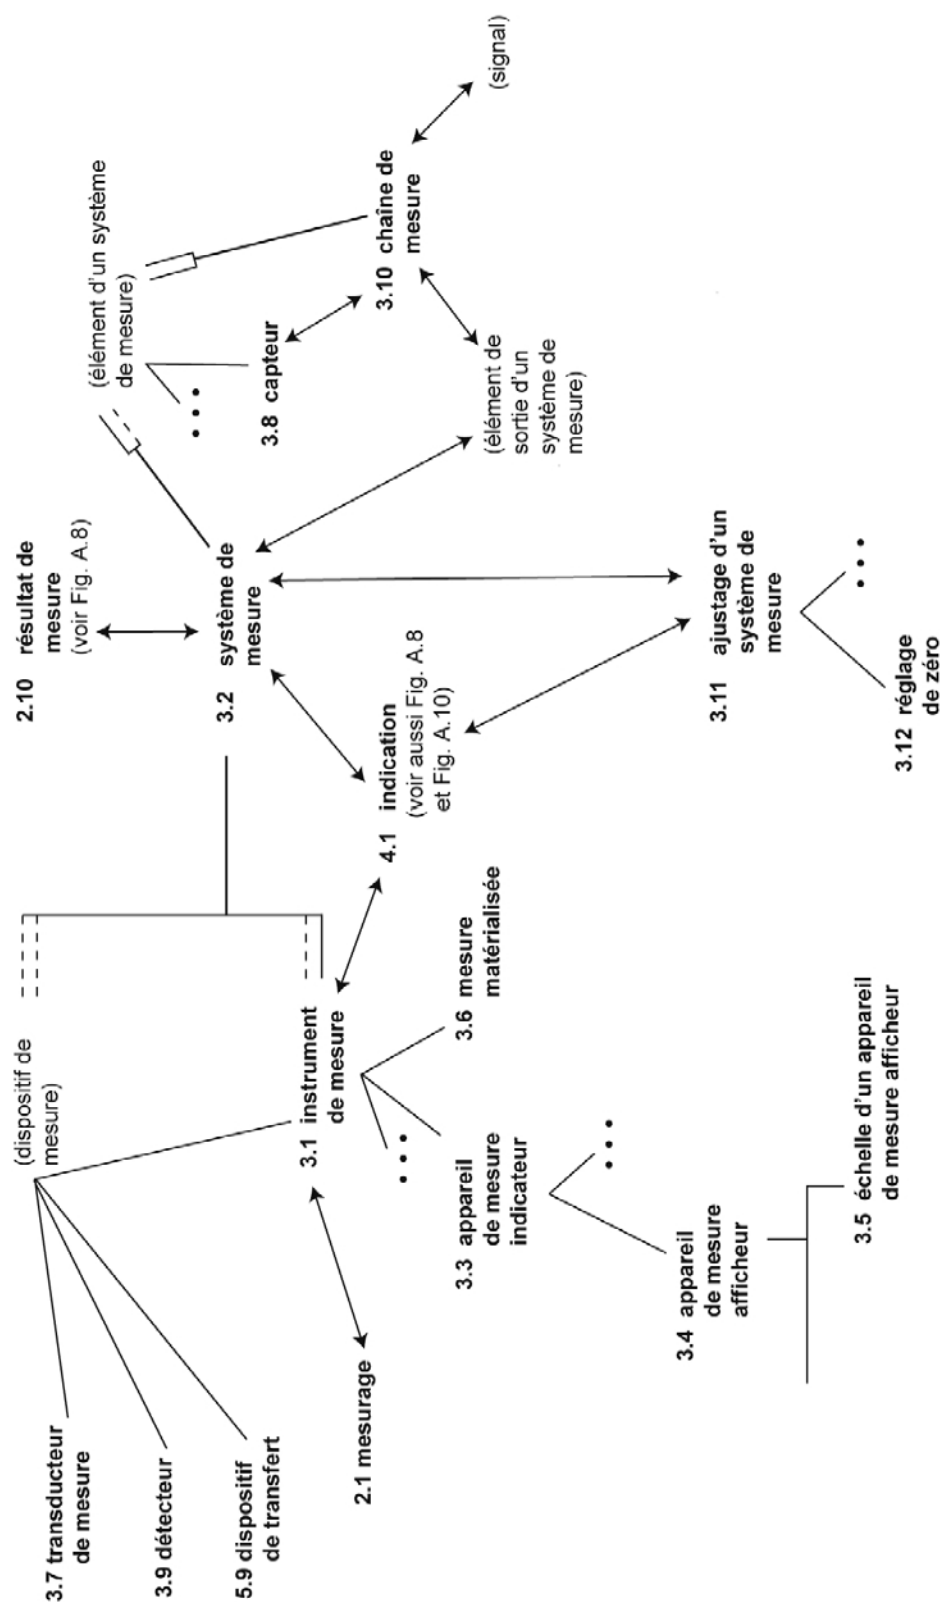 2.10 résultat de
mesure
(voir Fig. A.8)
(dispositif de
mesure)
(élément d'un système
de mesure)
3.7 transducteur
de mesure
3.9 détecteur
5.9 dispositif
de transfert
3.2 système de
mesure
3.8 capteur
• • •
2.1 mesurage
3.1 instrument
de mesure
4.1 indication
(voir aussi Fig. A.8
et Fig. A.10)
3.10 chaîne de
mesure
(signal)
(élément de
sortie d'un
système de
mesure)
• • •
3.3 appareil
de mesure
indicateur
3.6 mesure
matérialisée
• • •
3.4 appareil
de mesure
afficheur
3.5 échelle d'un appareil
de mesure afficheur
3.11 ajustage d'un
système de
mesure
• • •
3.12 réglage
de zéro